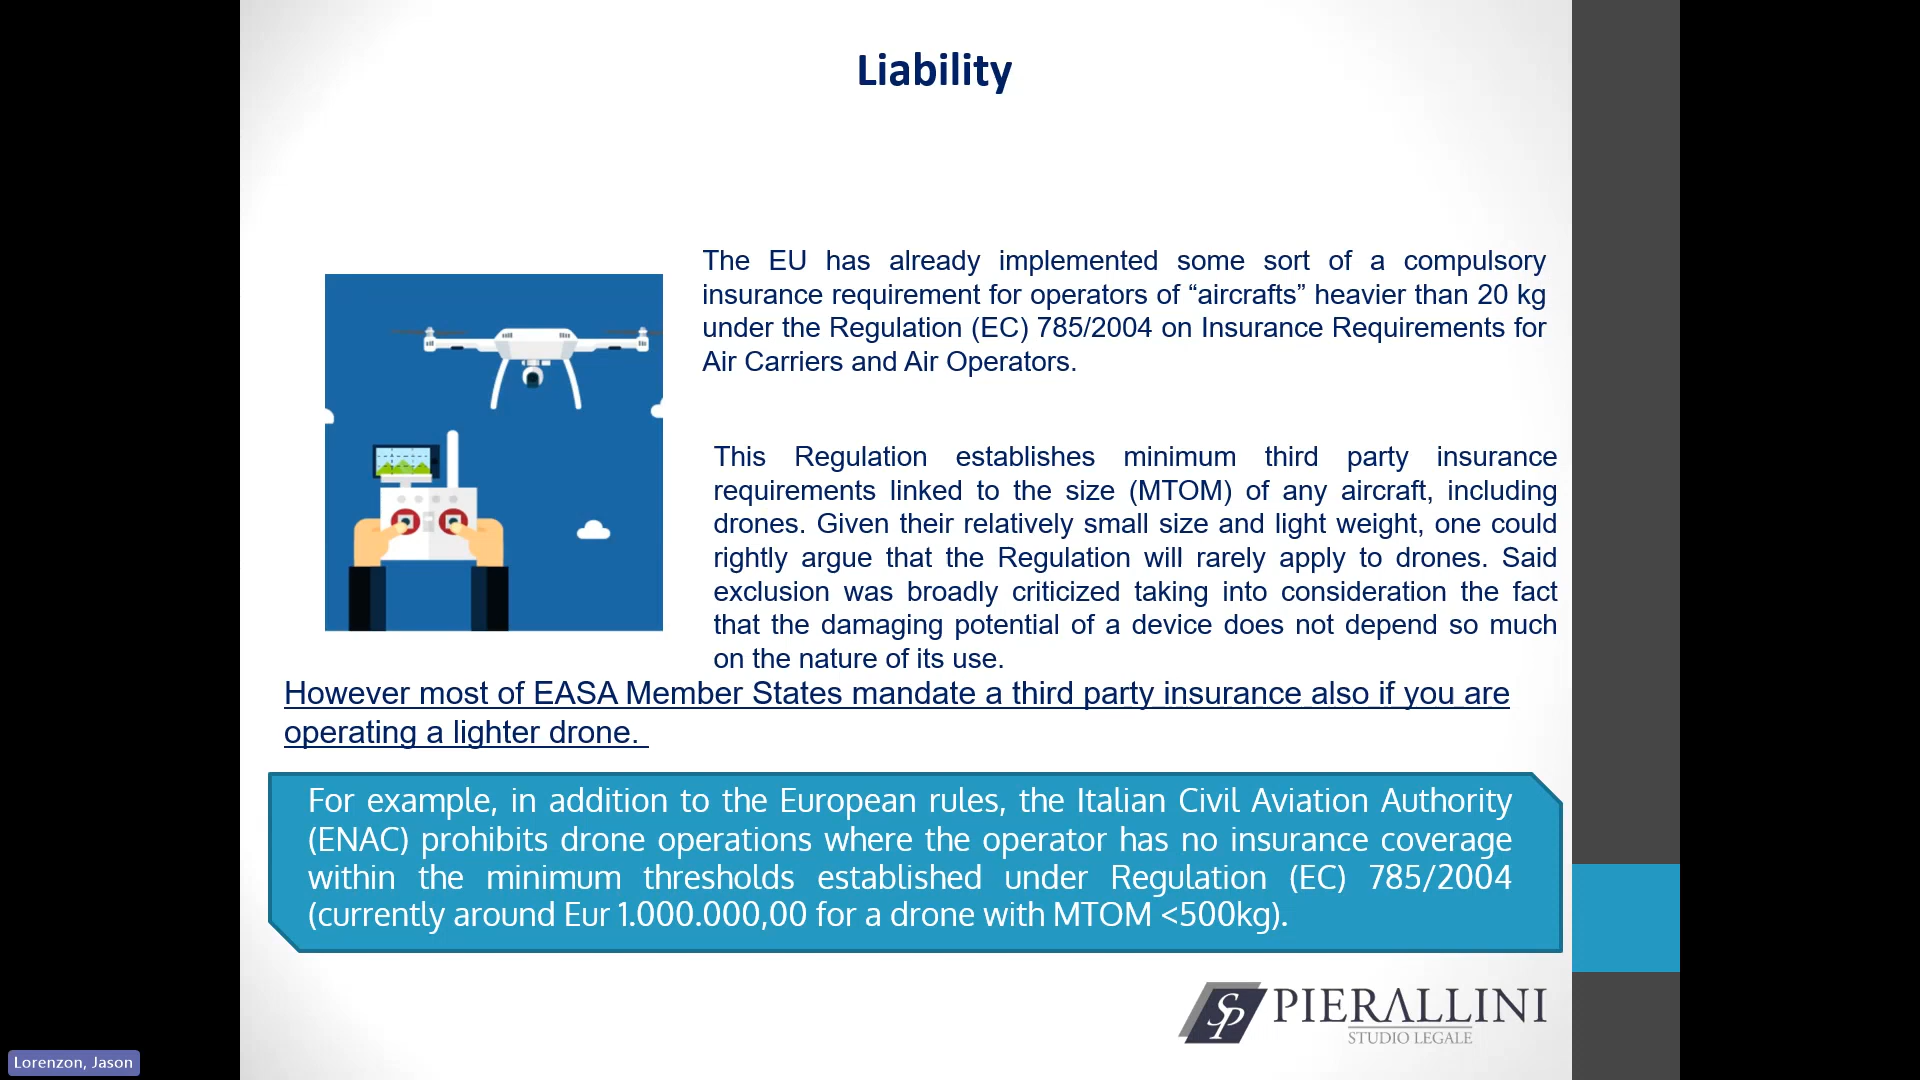 Liability
The EU has already implemented some sort of a compulsory
insurance requirement for operators of “aircrafts” heavier than 20 kg
under the Regulation (EC) 785/2004 on Insurance Requirements for
Air Carriers and Air Operators.
This Regulation establishes minimum third party insurance
requirements linked to the size (MTOM) of any aircraft, including
drones. Given their relatively small size and light weight, one could
rightly argue that the Regulation will rarely apply to drones. Said
exclusion was broadly criticized taking into consideration the fact
that the damaging potential of a device does not depend so much
on the nature of its use.
However most of EASA Member States mandate a third party insurance also if you are
operating a lighter drone.
For example, in addition to the European rules, the Italian Civil Aviation Authority
(ENAC) prohibits drone operations where the operator has no insurance coverage
within the minimum thresholds established under Regulation (EC) 785/2004
(currently around Eur 1.000.000,00 for a drone with MTOM <500kg).
SP PIERALLINI
STUDIO LEGALE
Lorenzon, Jason